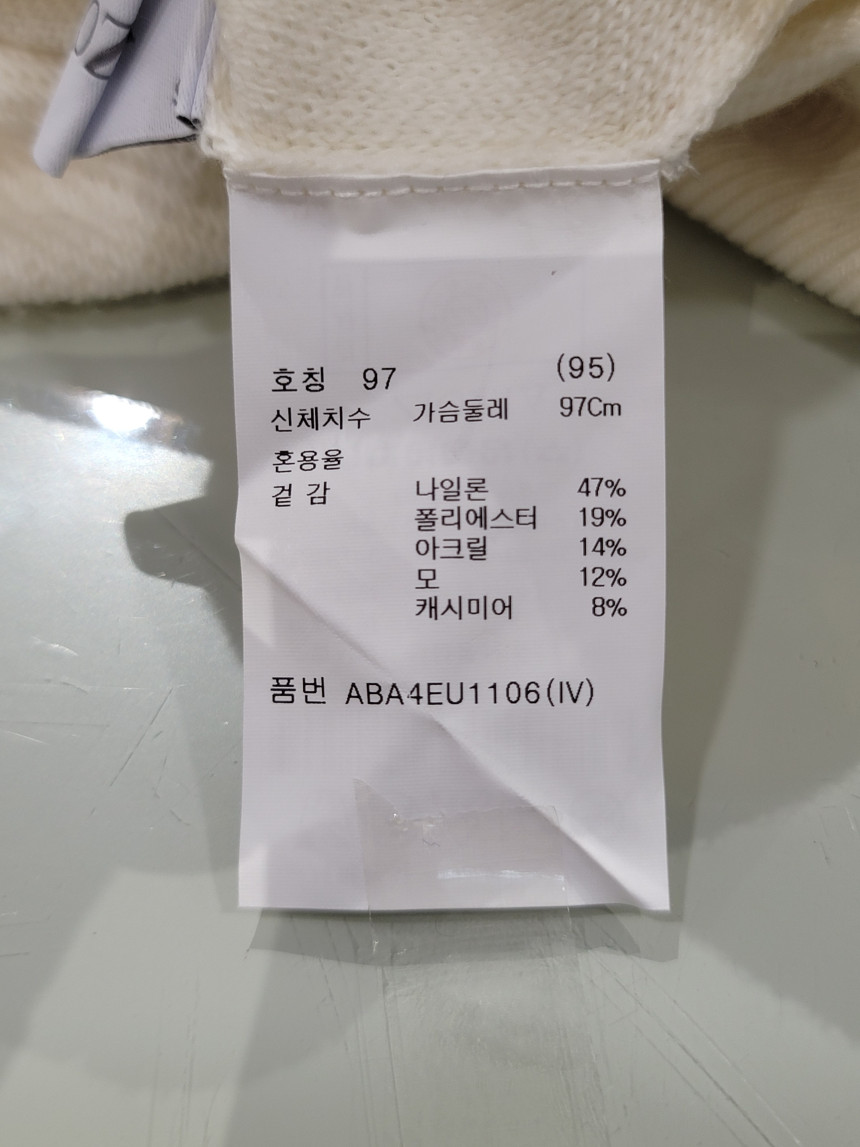 호칭 97 (95)
신체치수 가슴둘레 97Cm
혼용율
겉 감 나일론 47%
폴리에스터 19%
아크릴 14%
모 12%
캐시미어 8%
품번 ABA4EU1106(IV)